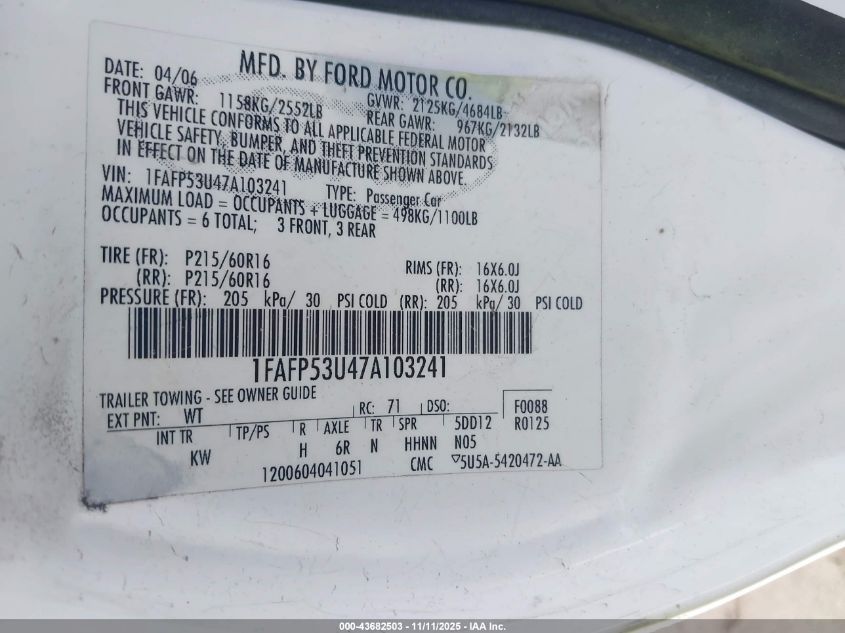 MFD. BY FORD MOTOR CO.
DATE: 04/06
FRONT GAWR: 1158KG/2552LB
GVWR: 2125KG/4684LB
REAR GAWR: 967KG/2132LB
THIS VEHICLE CONFORMS TO ALL APPLICABLE FEDERAL MOTOR
VEHICLE SAFETY, BUMPER, AND THEFT PREVENTION STANDARDS
IN EFFECT ON THE DATE OF MANUFACTURE SHOWN ABOVE.
VIN: 1FAFP53U47A103241 TYPE: Passenger Car
MAXIMUM LOAD = OCCUPANTS + LUGGAGE = 498KG/1100LB
OCCUPANTS = 6 TOTAL; 3 FRONT, 3 REAR
TIRE (FR): P215/60R16 RIMS (FR): 16X6.0J
(RR): P215/60R16 (RR): 16X6.0J
PRESSURE (FR): 205 kPa/ 30 PSI COLD (RR): 205 kPa/ 30 PSI COLD
1FAFP53U47A103241
TRAILER TOWING - SEE OWNER GUIDE
EXT PNT: WT RC: 71 DSO: F0088
INT TR TP/PS R AXLE TR SPR 5DD12 R0125
KW H 6R N HHNN N05
1200604041051 CMC ▽5U5A-5420472-AA
000-43682503 - 11/11/2025 - IAA Inc.